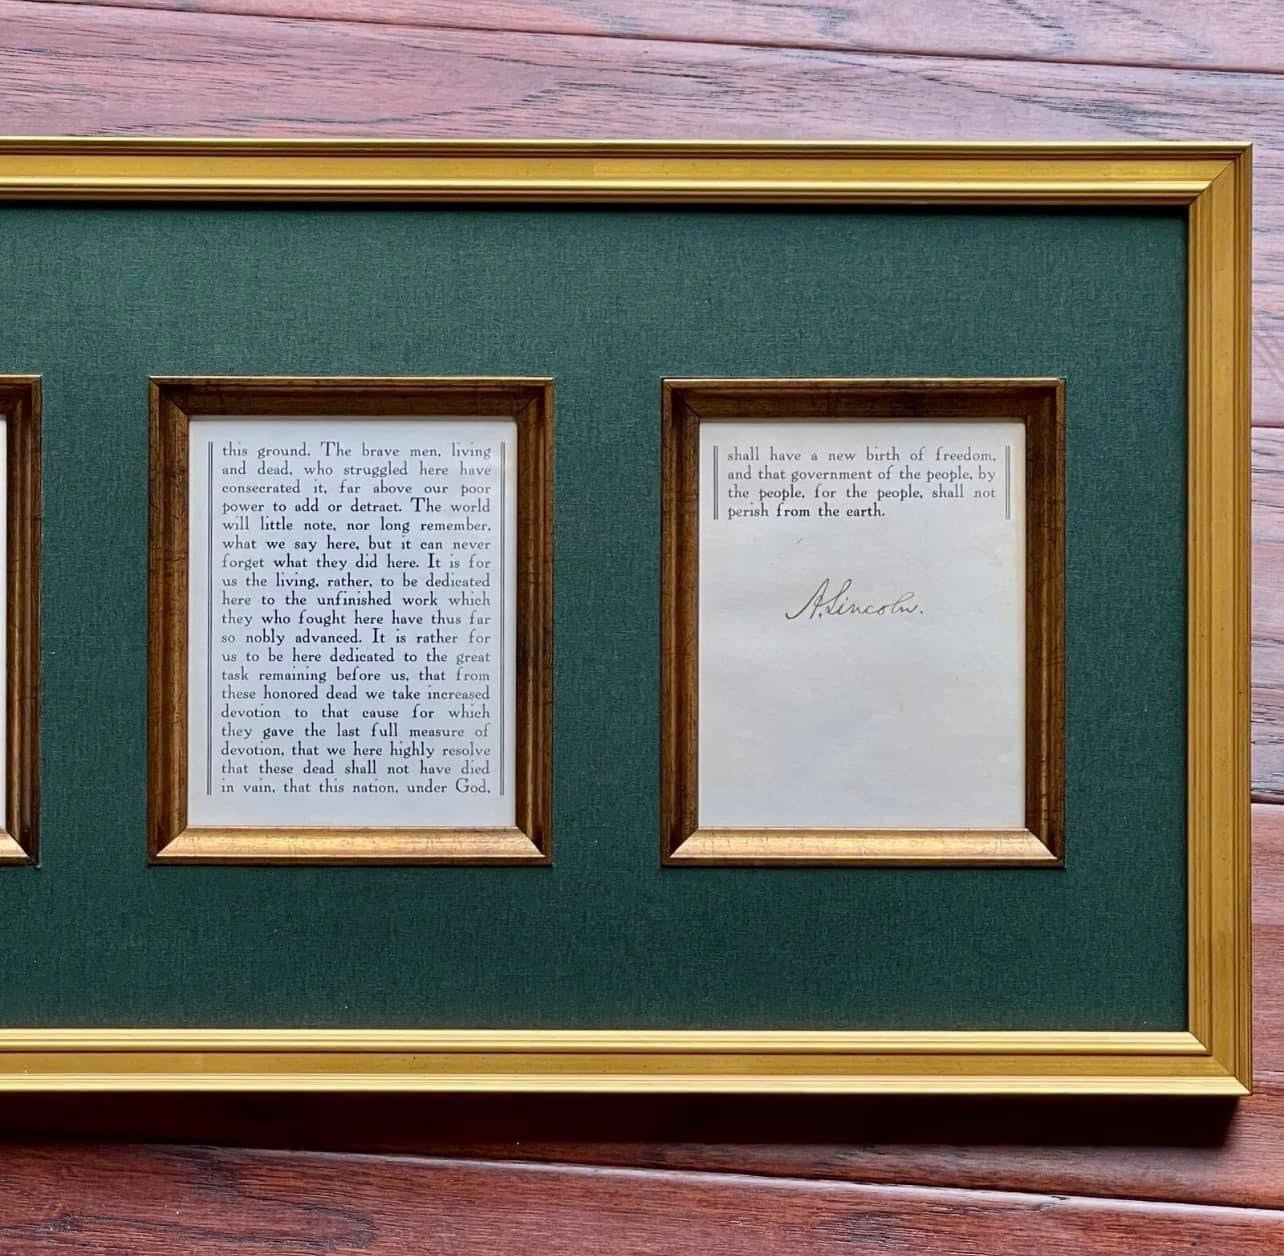 this ground. The brave men, living
and dead, who struggled here have
consecrated it, far above our poor
power to add or detract. The world
will little note, nor long remember,
what we say here, but it can never
forget what they did here. It is for
us the living, rather, to be dedicated
here to the unfinished work which
they who fought here have thus far
so nobly advanced. It is rather for
us to be here dedicated to the great
task remaining before us, that from
these honored dead we take increased
devotion to that cause for which
they gave the last full measure of
devotion, that we here highly resolve
that these dead shall not have died
in vain, that this nation, under God,
shall have a new birth of freedom,
and that government of the people, by
the people, for the people, shall not
perish from the earth.
A. Lincoln.